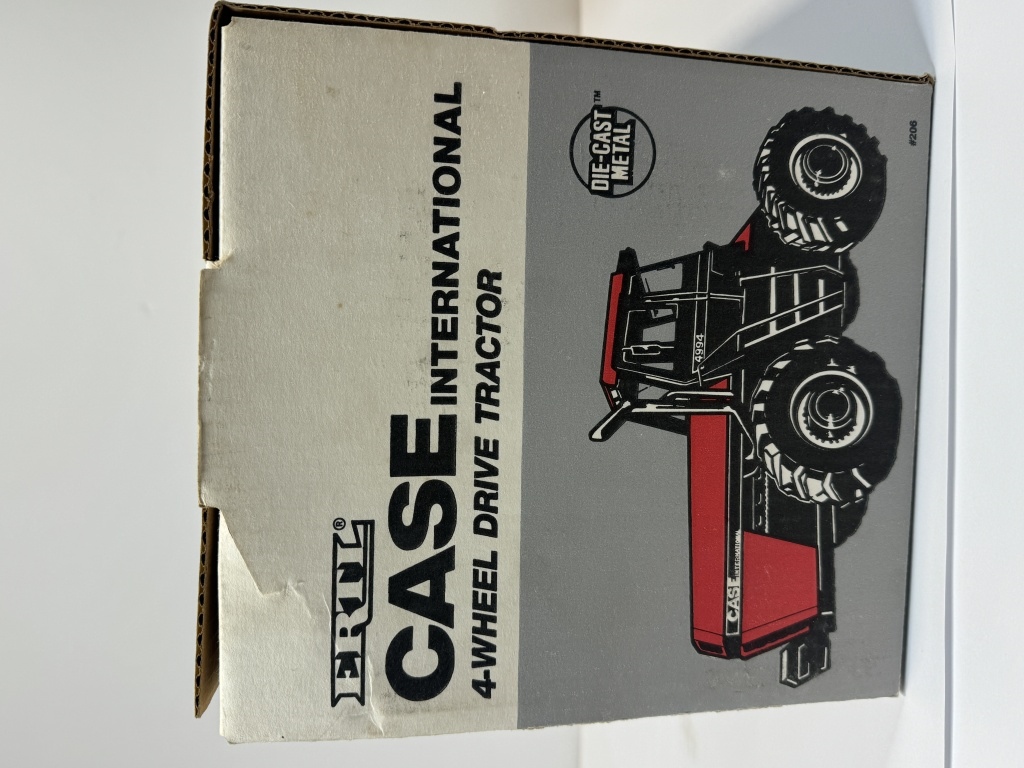 ERTL®
CASE INTERNATIONAL
4-WHEEL DRIVE TRACTOR
DIE-CAST
METAL™
4994
CASE INTERNATIONAL
#206